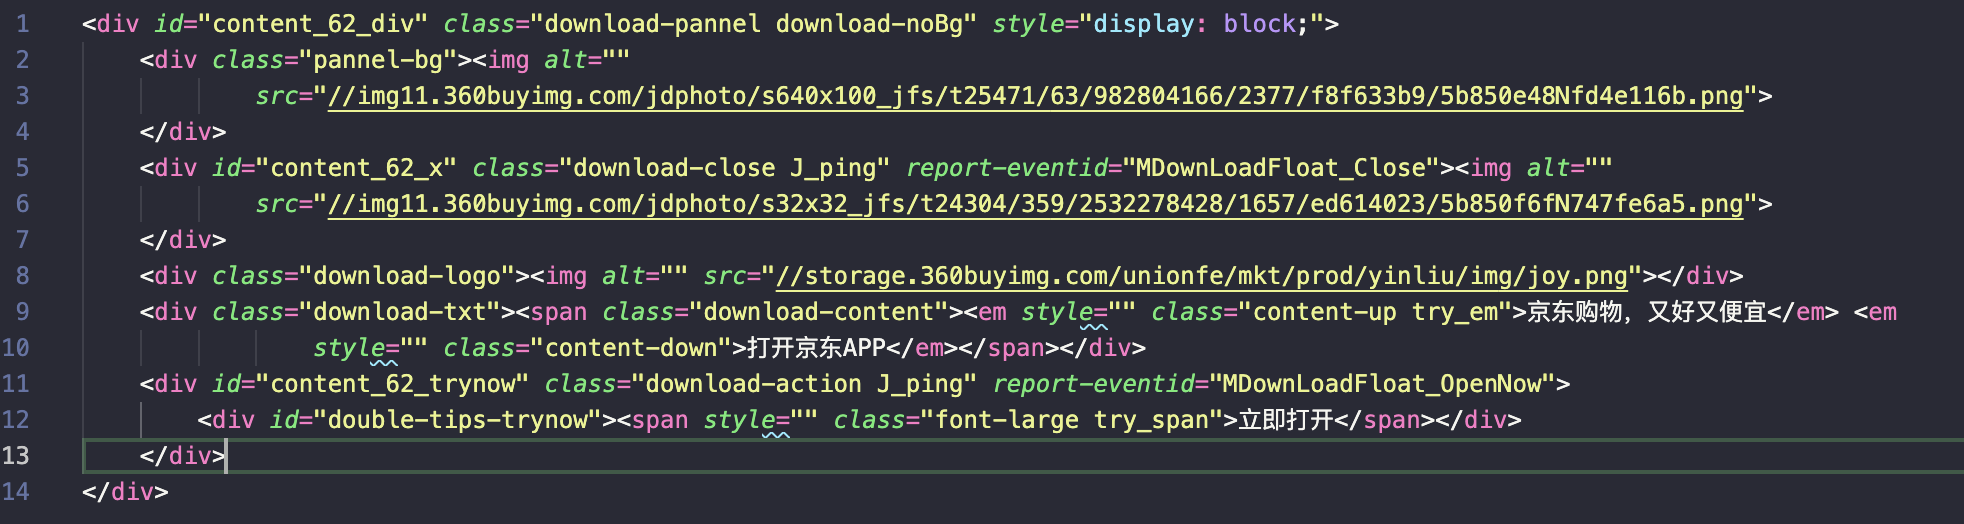 1 <div id="content_62_div" class="download-pannel download-noBg" style="display: block;">
2 <div class="pannel-bg"><img alt=""
3 src="//img11.360buyimg.com/jdphoto/s640x100_jfs/t25471/63/982804166/2377/f8f633b9/5b850e48Nfd4e116b.png">
4 </div>
5 <div id="content_62_x" class="download-close J_ping" report-eventid="MDownLoadFloat_Close"><img alt=""
6 src="//img11.360buyimg.com/jdphoto/s32x32_jfs/t24304/359/2532278428/1657/ed614023/5b850f6fN747fe6a5.png">
7 </div>
8 <div class="download-logo"><img alt="" src="//storage.360buyimg.com/unionfe/mkt/prod/yinliu/img/joy.png"></div>
9 <div class="download-txt"><span class="download-content"><em style="" class="content-up try_em">京东购物，又好又便宜</em> <em
10 style="" class="content-down">打开京东APP</em></span></div>
11 <div id="content_62_trynow" class="download-action J_ping" report-eventid="MDownLoadFloat_OpenNow">
12 <div id="double-tips-trynow"><span style="" class="font-large try_span">立即打开</span></div>
13 </div>
14 </div>